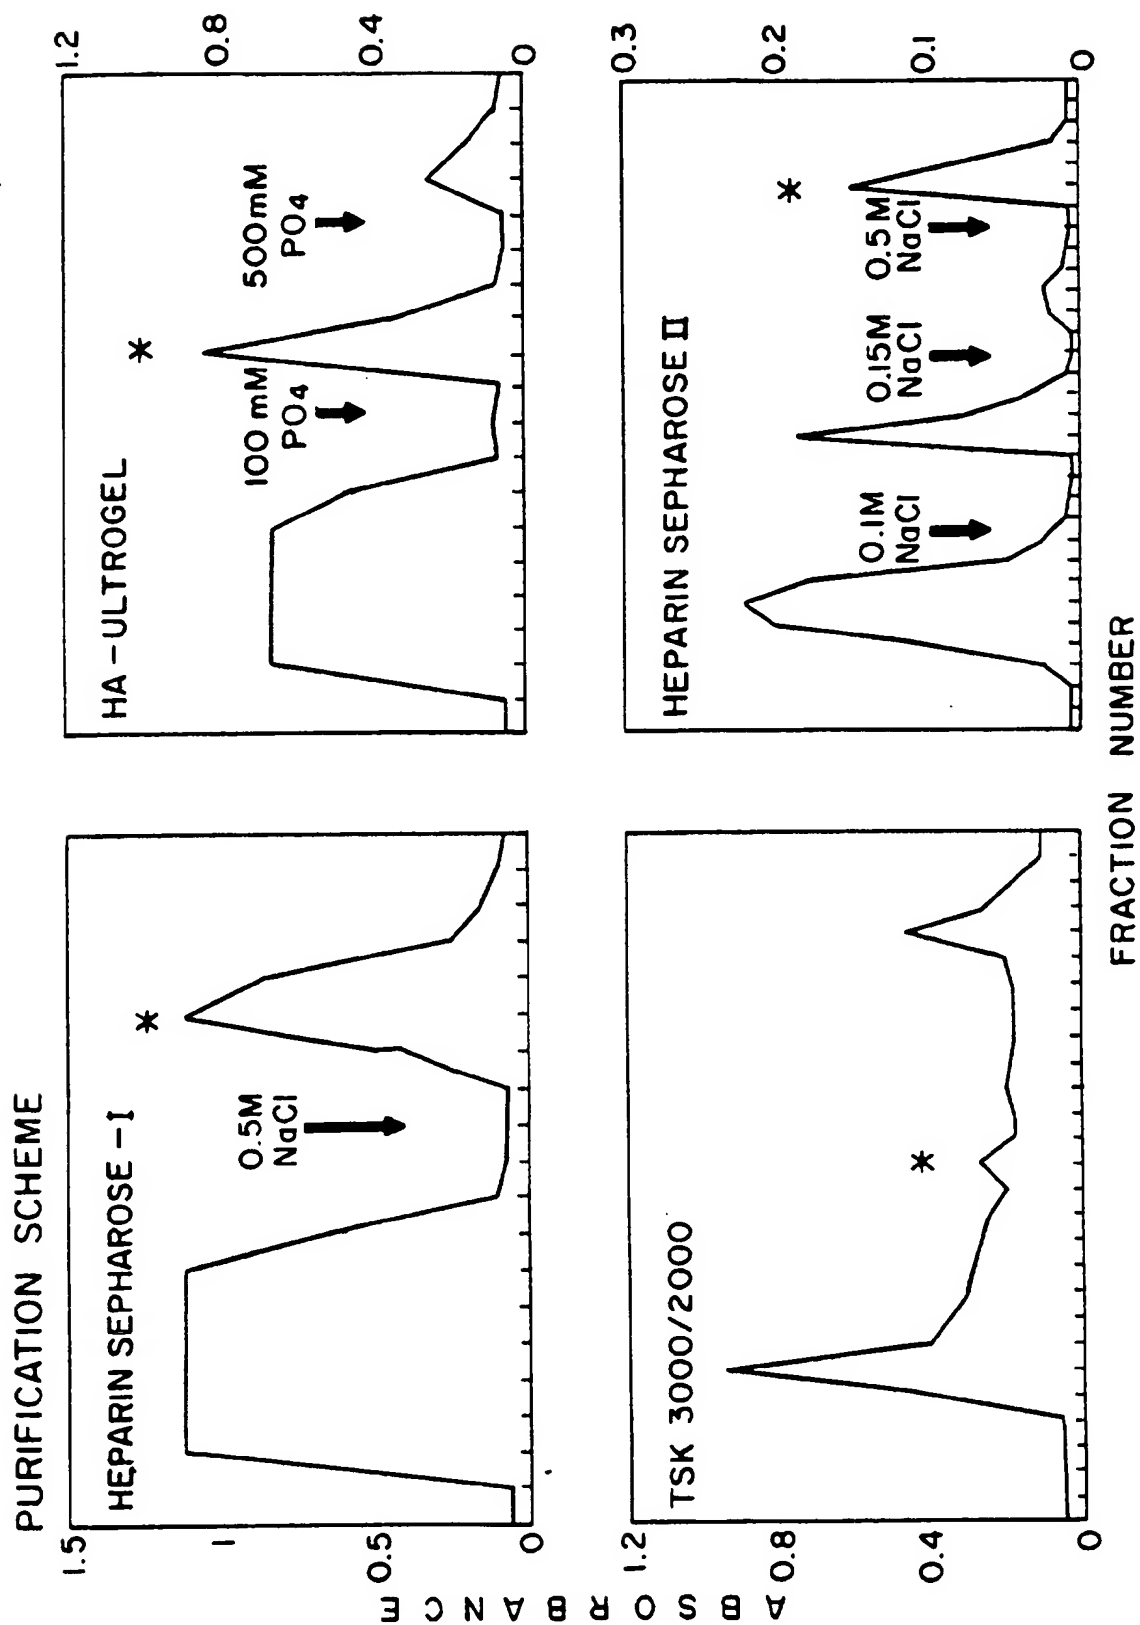 PURIFICATION SCHEME
HEPARIN SEPHAROSE - I
0.5M
NaCl
*
1.5
1
0.5
0
HA - ULTROGEL
100 mM
PO4
*
500mM
PO4
1.2
0.8
0.4
0
TSK 3000/2000
*
1.2
0.8
0.4
0
HEPARIN SEPHAROSE II
0.1M
NaCl
0.15M
NaCl
0.5M
NaCl
*
0.3
0.2
0.1
0
ABSORBANCE
FRACTION NUMBER